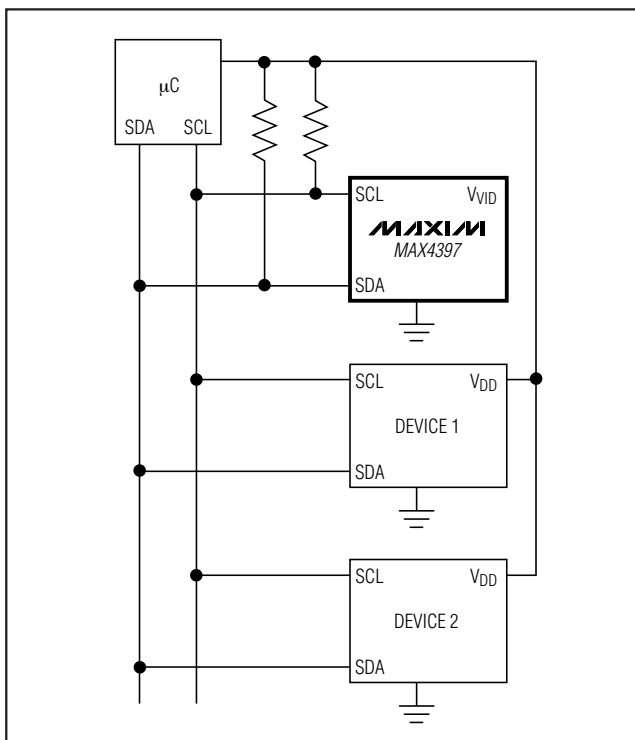 μC
SDA SCL
SCL VVID
MAXIM
MAX4397
SDA
SCL VDD
DEVICE 1
SDA
SCL VDD
DEVICE 2
SDA